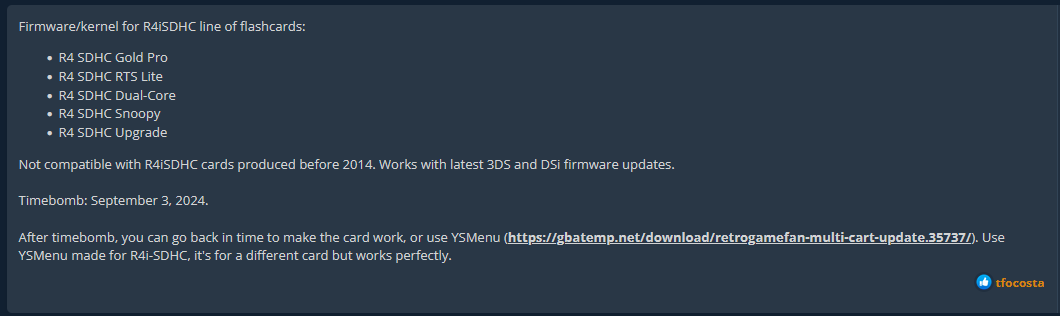 Firmware/kernel for R4iSDHC line of flashcards:
R4 SDHC Gold Pro
R4 SDHC RTS Lite
R4 SDHC Dual-Core
R4 SDHC Snoopy
R4 SDHC Upgrade
Not compatible with R4iSDHC cards produced before 2014. Works with latest 3DS and DSi firmware updates.
Timebomb: September 3, 2024.
After timebomb, you can go back in time to make the card work, or use YSMenu (https://gbatemp.net/download/retrogamefan-multi-cart-update.35737/). Use
YSMenu made for R4i-SDHC, it's for a different card but works perfectly.
tfocosta